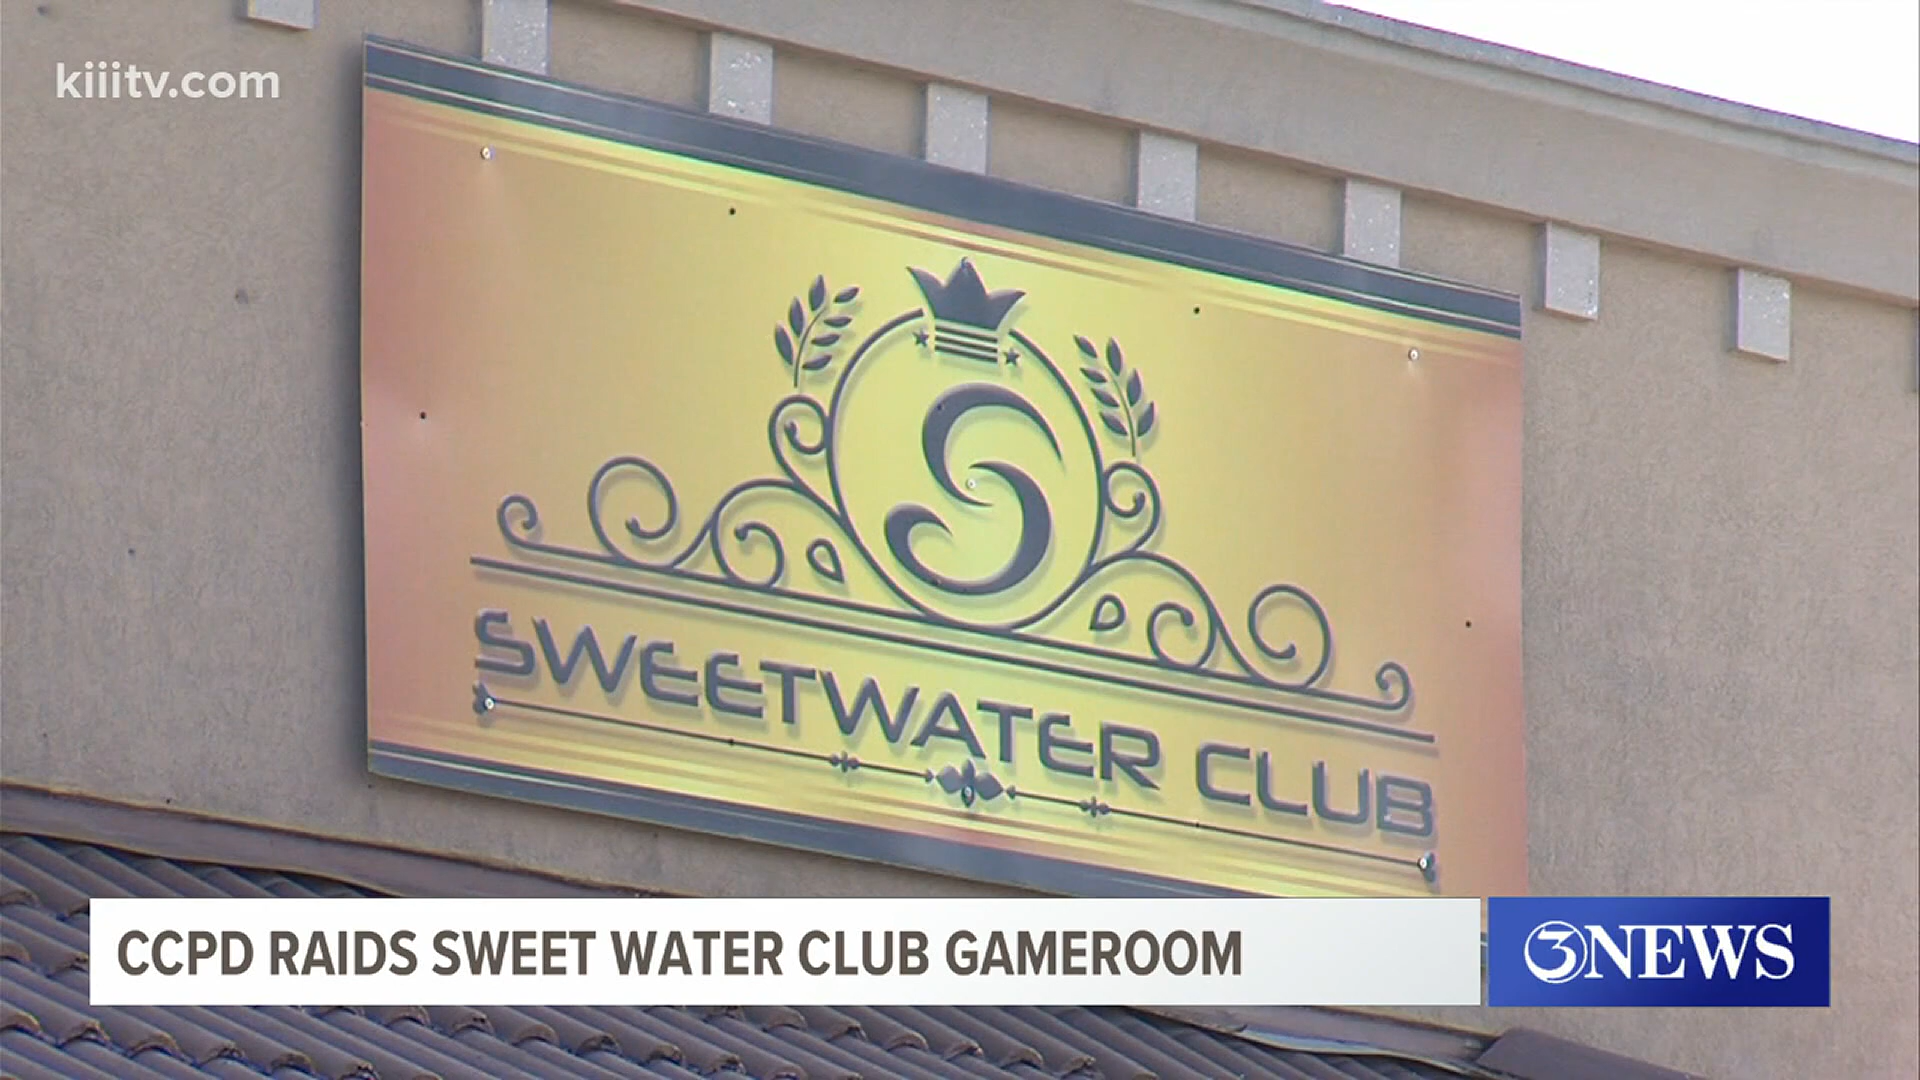 kiiitv.com
S
SWEETWATER CLUB
CCPD RAIDS SWEET WATER CLUB GAMEROOM
3NEWS